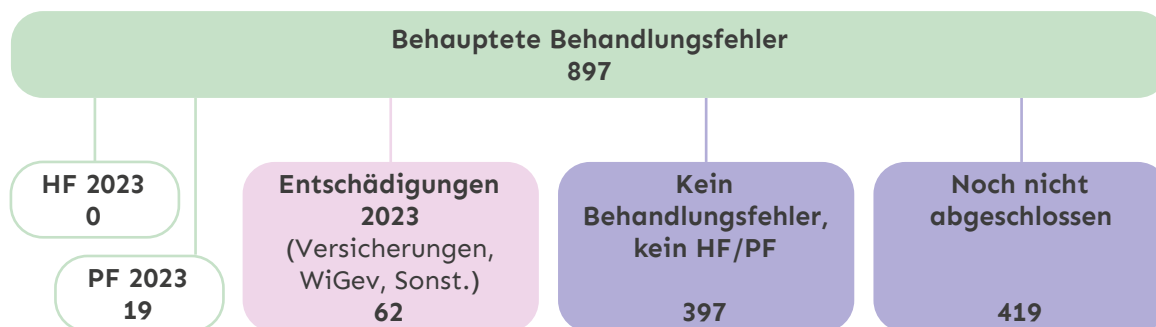 Behauptete Behandlungsfehler
897
HF 2023
0
PF 2023
19
Entschädigungen
2023
(Versicherungen,
WiGev, Sonst.)
62
Kein
Behandlungsfehler,
kein HF/PF
397
Noch nicht
abgeschlossen
419